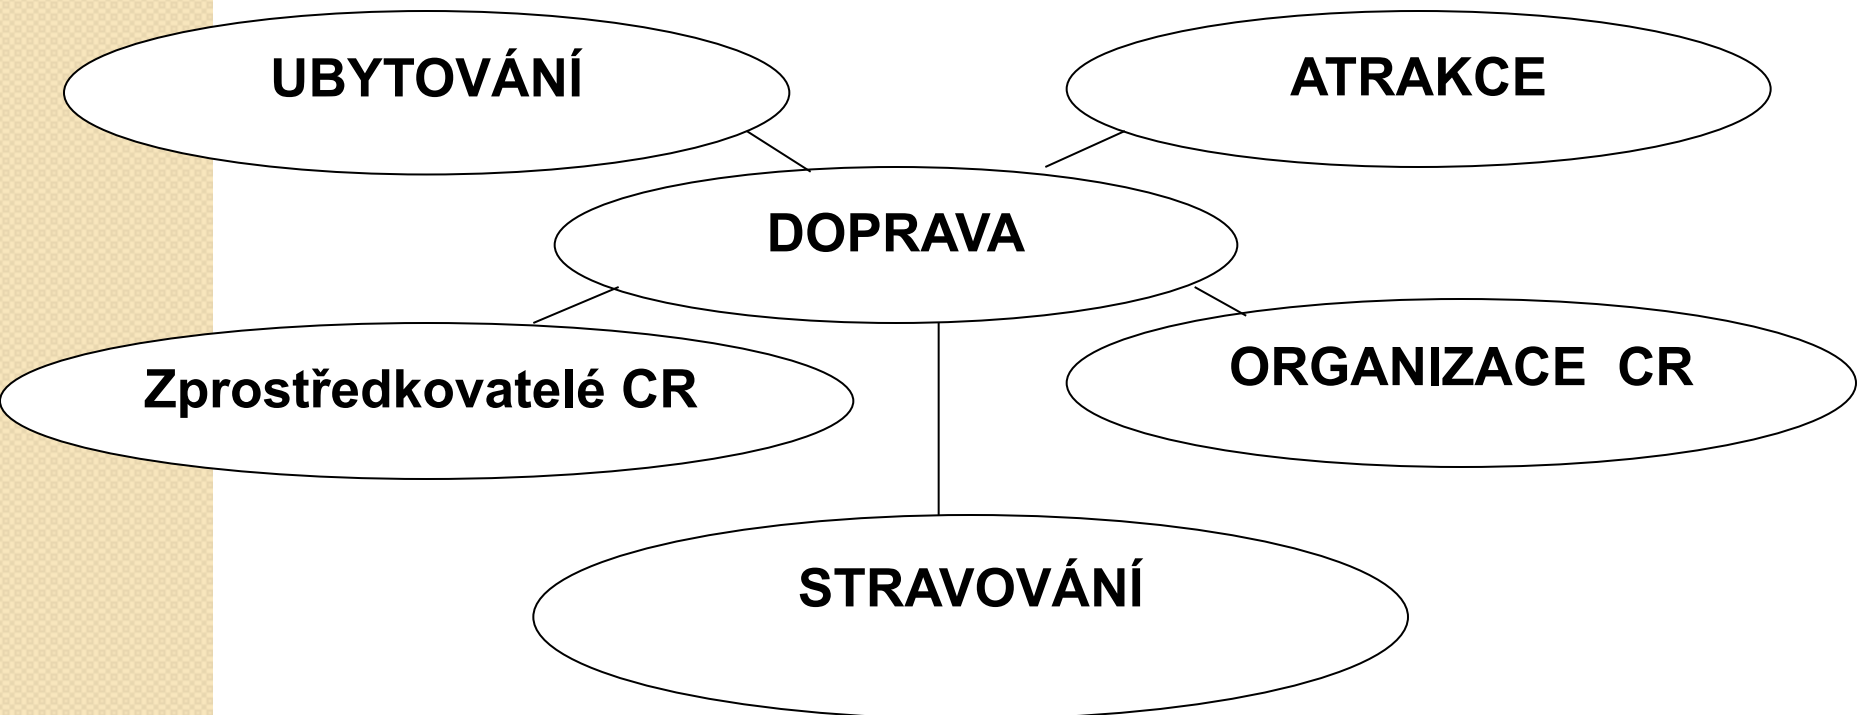 UBYTOVÁNÍ
ATRAKCE
DOPRAVA
Zprostředkovatelé CR
ORGANIZACE CR
STRAVOVÁNÍ